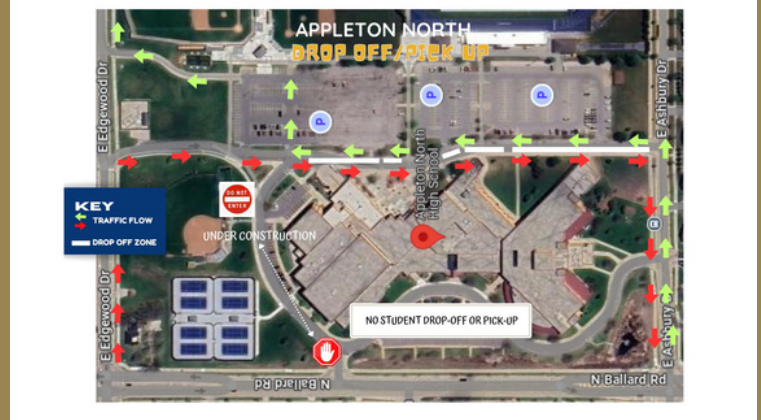 APPLETON NORTH
DROP OFF/PICK UP
E Edgewood Dr
E Ashbury Dr
P
P
P
Appleton North
High School
DO NOT
ENTER
KEY
TRAFFIC FLOW
DROP OFF ZONE
UNDER CONSTRUCTION
E Edgewood Dr
NO STUDENT DROP-OFF OR PICK-UP
E Ashbury
N Ballard Rd
N Ballard Rd